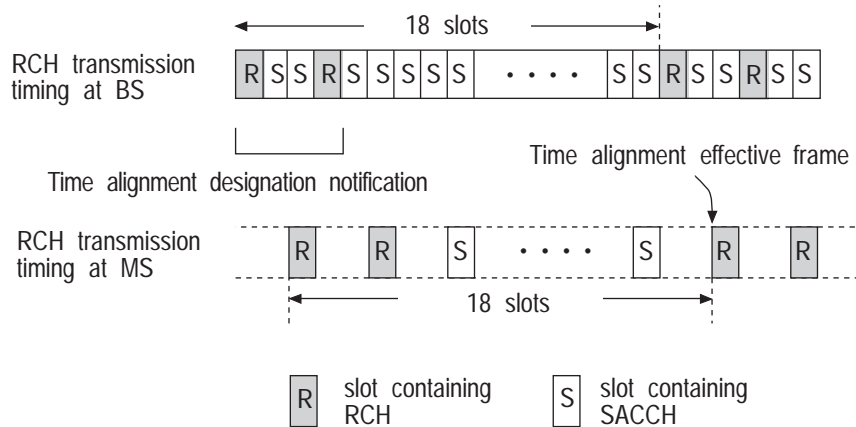 18 slots
RCH transmission
timing at BS
R S S R S S S S S · · · · S S R S S R S S
Time alignment designation notification
Time alignment effective frame
RCH transmission
timing at MS
R R S · · · · S R R
18 slots
R slot containing
RCH
S slot containing
SACCH